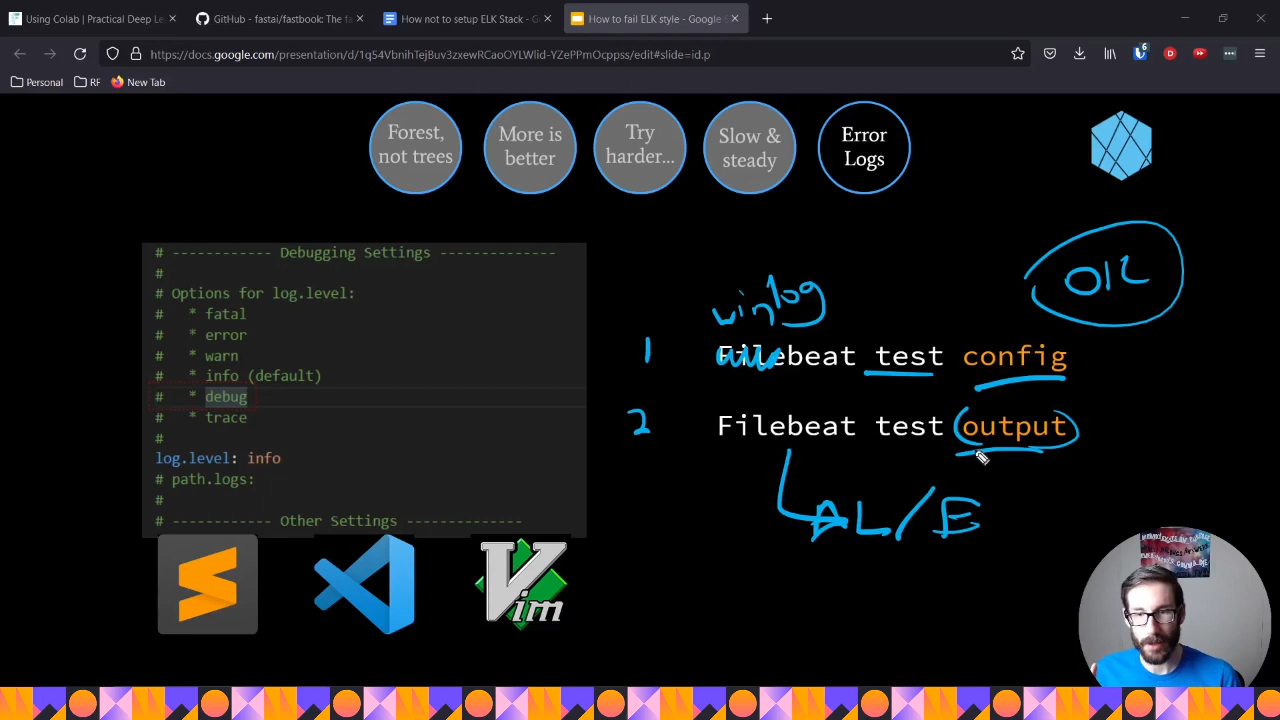 Using Colab | Practical Deep Le
GitHub - fastai/fastbook: The fa
How not to setup ELK Stack - G
How to fail ELK style - Google S
https://docs.google.com/presentation/d/1q54VbnihTejBuv3zxewRCaoOYLWlid-YZePPmOcppss/edit#slide=id.p
6
Personal
RF
New Tab
Forest,
not trees
More is
better
Try
harder...
Slow &
steady
Error
Logs
# ------------ Debugging Settings --------------
#
# Options for log.level:
# * fatal
# * error
# * warn
# * info (default)
# * debug
# * trace
#
log.level: info
# path.logs:
#
# ------------ Other Settings --------------
OK
winlog
1 Filebeat test config
2 Filebeat test output
L/E
Vim